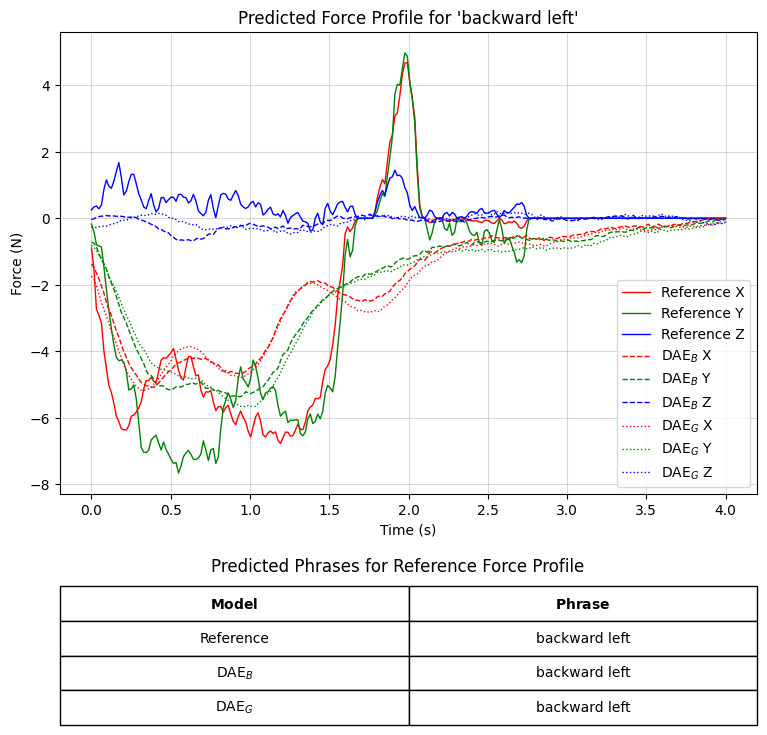 Predicted Force Profile for 'backward left'
Force (N)
4
2
0
−2
−4
−6
−8
Reference X
Reference Y
Reference Z
DAE_B X
DAE_B Y
DAE_B Z
DAE_G X
DAE_G Y
DAE_G Z
0.0 0.5 1.0 1.5 2.0 2.5 3.0 3.5 4.0
Time (s)
Predicted Phrases for Reference Force Profile
Model Phrase
Reference backward left
DAE_B backward left
DAE_G backward left